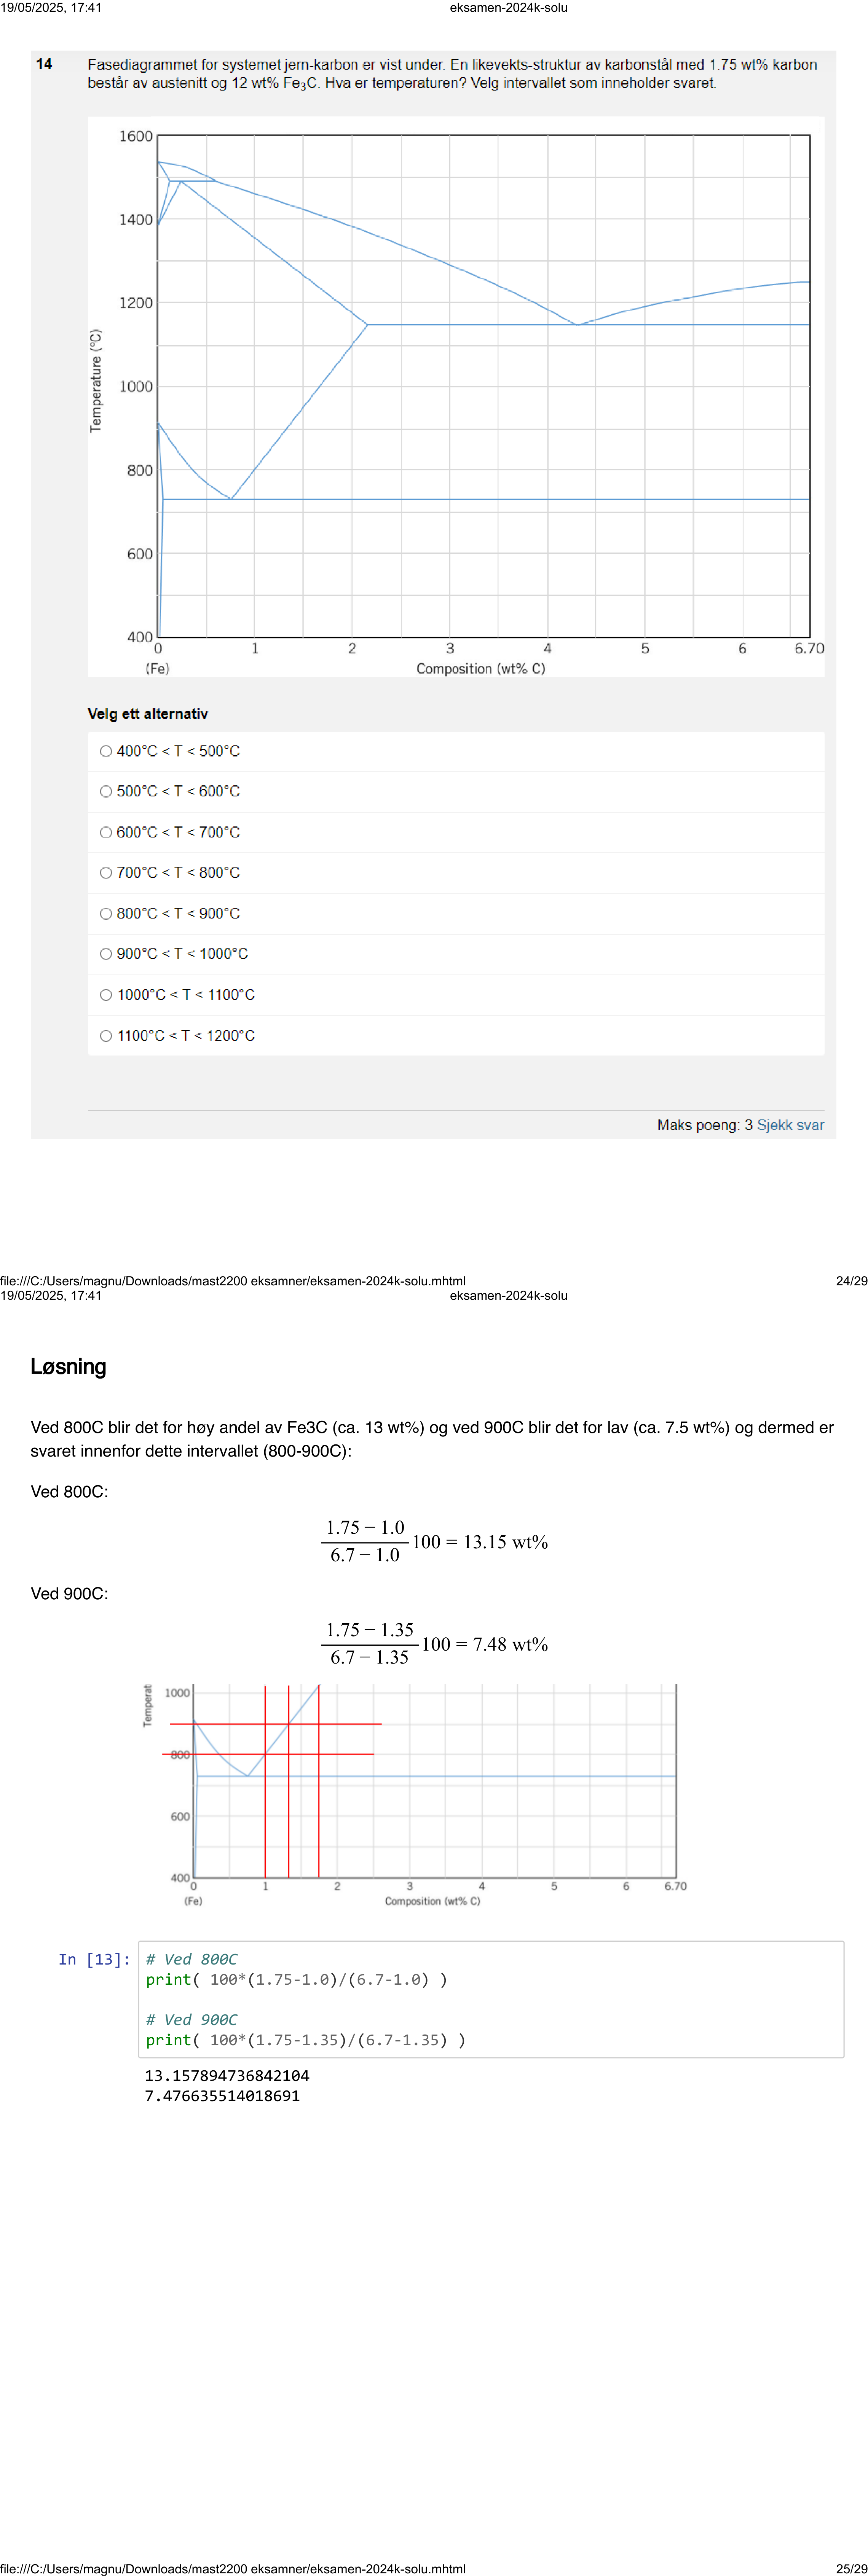 19/05/2025, 17:41
eksamen-2024k-solu
14
Fasediagrammet for systemet jern-karbon er vist under. En likevekts-struktur av karbonstål med 1.75 wt% karbon
består av austenitt og 12 wt% Fe₃C. Hva er temperaturen? Velg intervallet som inneholder svaret.
1600
1400
1200
1000
800
600
400
Temperature (°C)
0 1 2 3 4 5 6 6.70
(Fe)
Composition (wt% C)
Velg ett alternativ
400°C < T < 500°C
500°C < T < 600°C
600°C < T < 700°C
700°C < T < 800°C
800°C < T < 900°C
900°C < T < 1000°C
1000°C < T < 1100°C
1100°C < T < 1200°C
Maks poeng: 3 Sjekk svar
file:///C:/Users/magnu/Downloads/mast2200 eksamner/eksamen-2024k-solu.mhtml
24/29
19/05/2025, 17:41
eksamen-2024k-solu
Løsning
Ved 800C blir det for høy andel av Fe3C (ca. 13 wt%) og ved 900C blir det for lav (ca. 7.5 wt%) og dermed er
svaret innenfor dette intervallet (800-900C):
Ved 800C:
1.75 − 1.0
6.7 − 1.0
100 = 13.15 wt%
Ved 900C:
1.75 − 1.35
6.7 − 1.35
100 = 7.48 wt%
Temperat
1000
800
600
400
0 1 2 3 4 5 6 6.70
(Fe)
Composition (wt% C)
In [13]:
# Ved 800C
print( 100*(1.75-1.0)/(6.7-1.0) )
# Ved 900C
print( 100*(1.75-1.35)/(6.7-1.35) )
13.157894736842104
7.476635514018691
file:///C:/Users/magnu/Downloads/mast2200 eksamner/eksamen-2024k-solu.mhtml
25/29